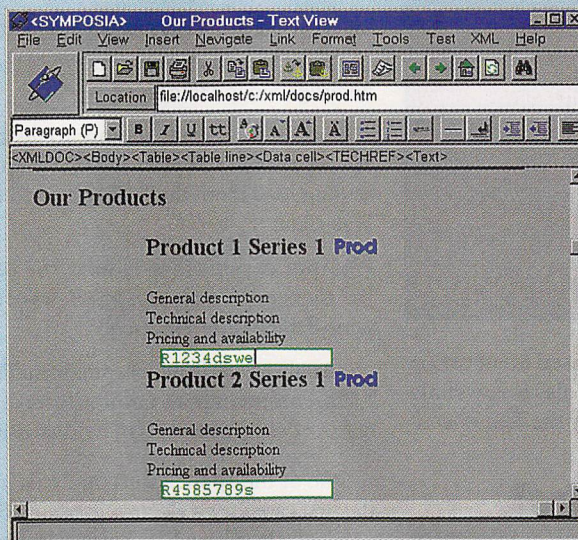 <SYMPOSIA> Our Products - Text View
File Edit View Insert Navigate Link Format Tools Test XML Help
Location file://localhost/c:/xml/docs/prod.htm
Paragraph (P) B I U tt A A A Ä
<XMLDOC><Body><Table><Table line><Data cell><TECHREF><Text>
Our Products
Product 1 Series 1 Prod
General description
Technical description
Pricing and availability
R1234dswe
Product 2 Series 1 Prod
General description
Technical description
Pricing and availability
R4585789s